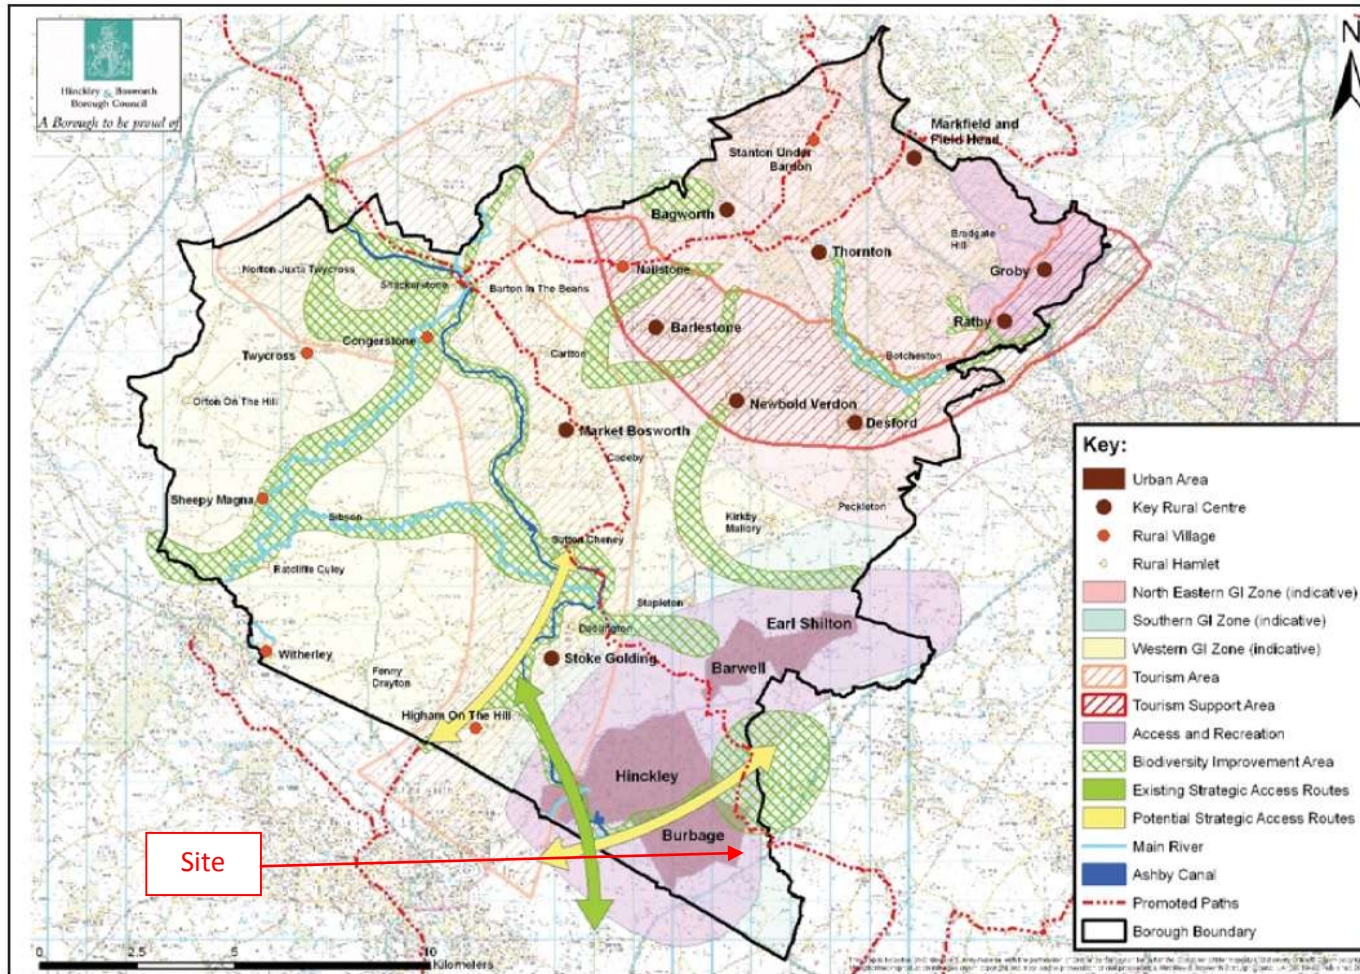 Hinckley & Bosworth
Borough Council
A Borough to be proud of
N
Markfield and
Field Head
Stanton Under
Bardon
Bagworth
Bradgate
Hill
Thornton
Groby
Norton Juxta Twycross
Nailstone
Shackerstone
Barton In The Beans
Ratby
Barlestone
Congerstone
Carlton
Botcheston
Twycross
Orton On The Hill
Newbold Verdon
Desford
Market Bosworth
Cadeby
Sheepy Magna
Peckleton
Sibson
Kirkby
Mallory
Sutton Cheney
Ratcliffe Culey
Stapleton
Earl Shilton
Dadlington
Witherley
Stoke Golding
Barwell
Fenny
Drayton
Higham On The Hill
Hinckley
Burbage
Site
0 5 10
Kilometers
Key:
Urban Area
Key Rural Centre
Rural Village
Rural Hamlet
North Eastern GI Zone (indicative)
Southern GI Zone (indicative)
Western GI Zone (indicative)
Tourism Area
Tourism Support Area
Access and Recreation
Biodiversity Improvement Area
Existing Strategic Access Routes
Potential Strategic Access Routes
Main River
Ashby Canal
Promoted Paths
Borough Boundary